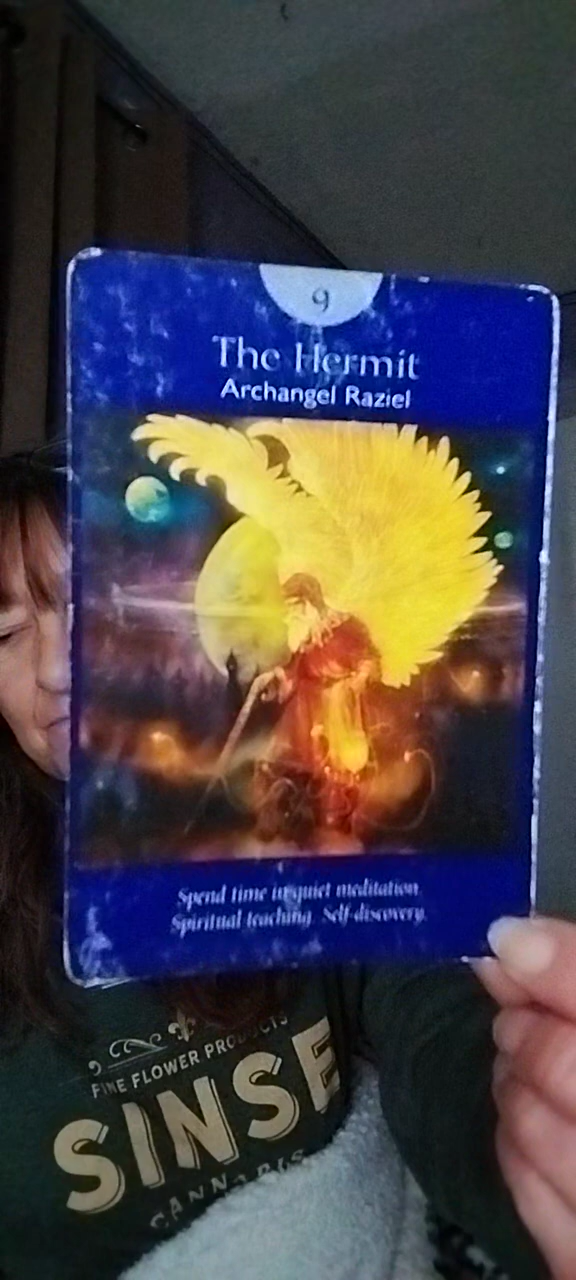 9
The Hermit
Archangel Raziel
Spend time in quiet meditation.
Spiritual teaching. Self-discovery.
FINE FLOWER PRODUCTS
SINSE
CANNABIS